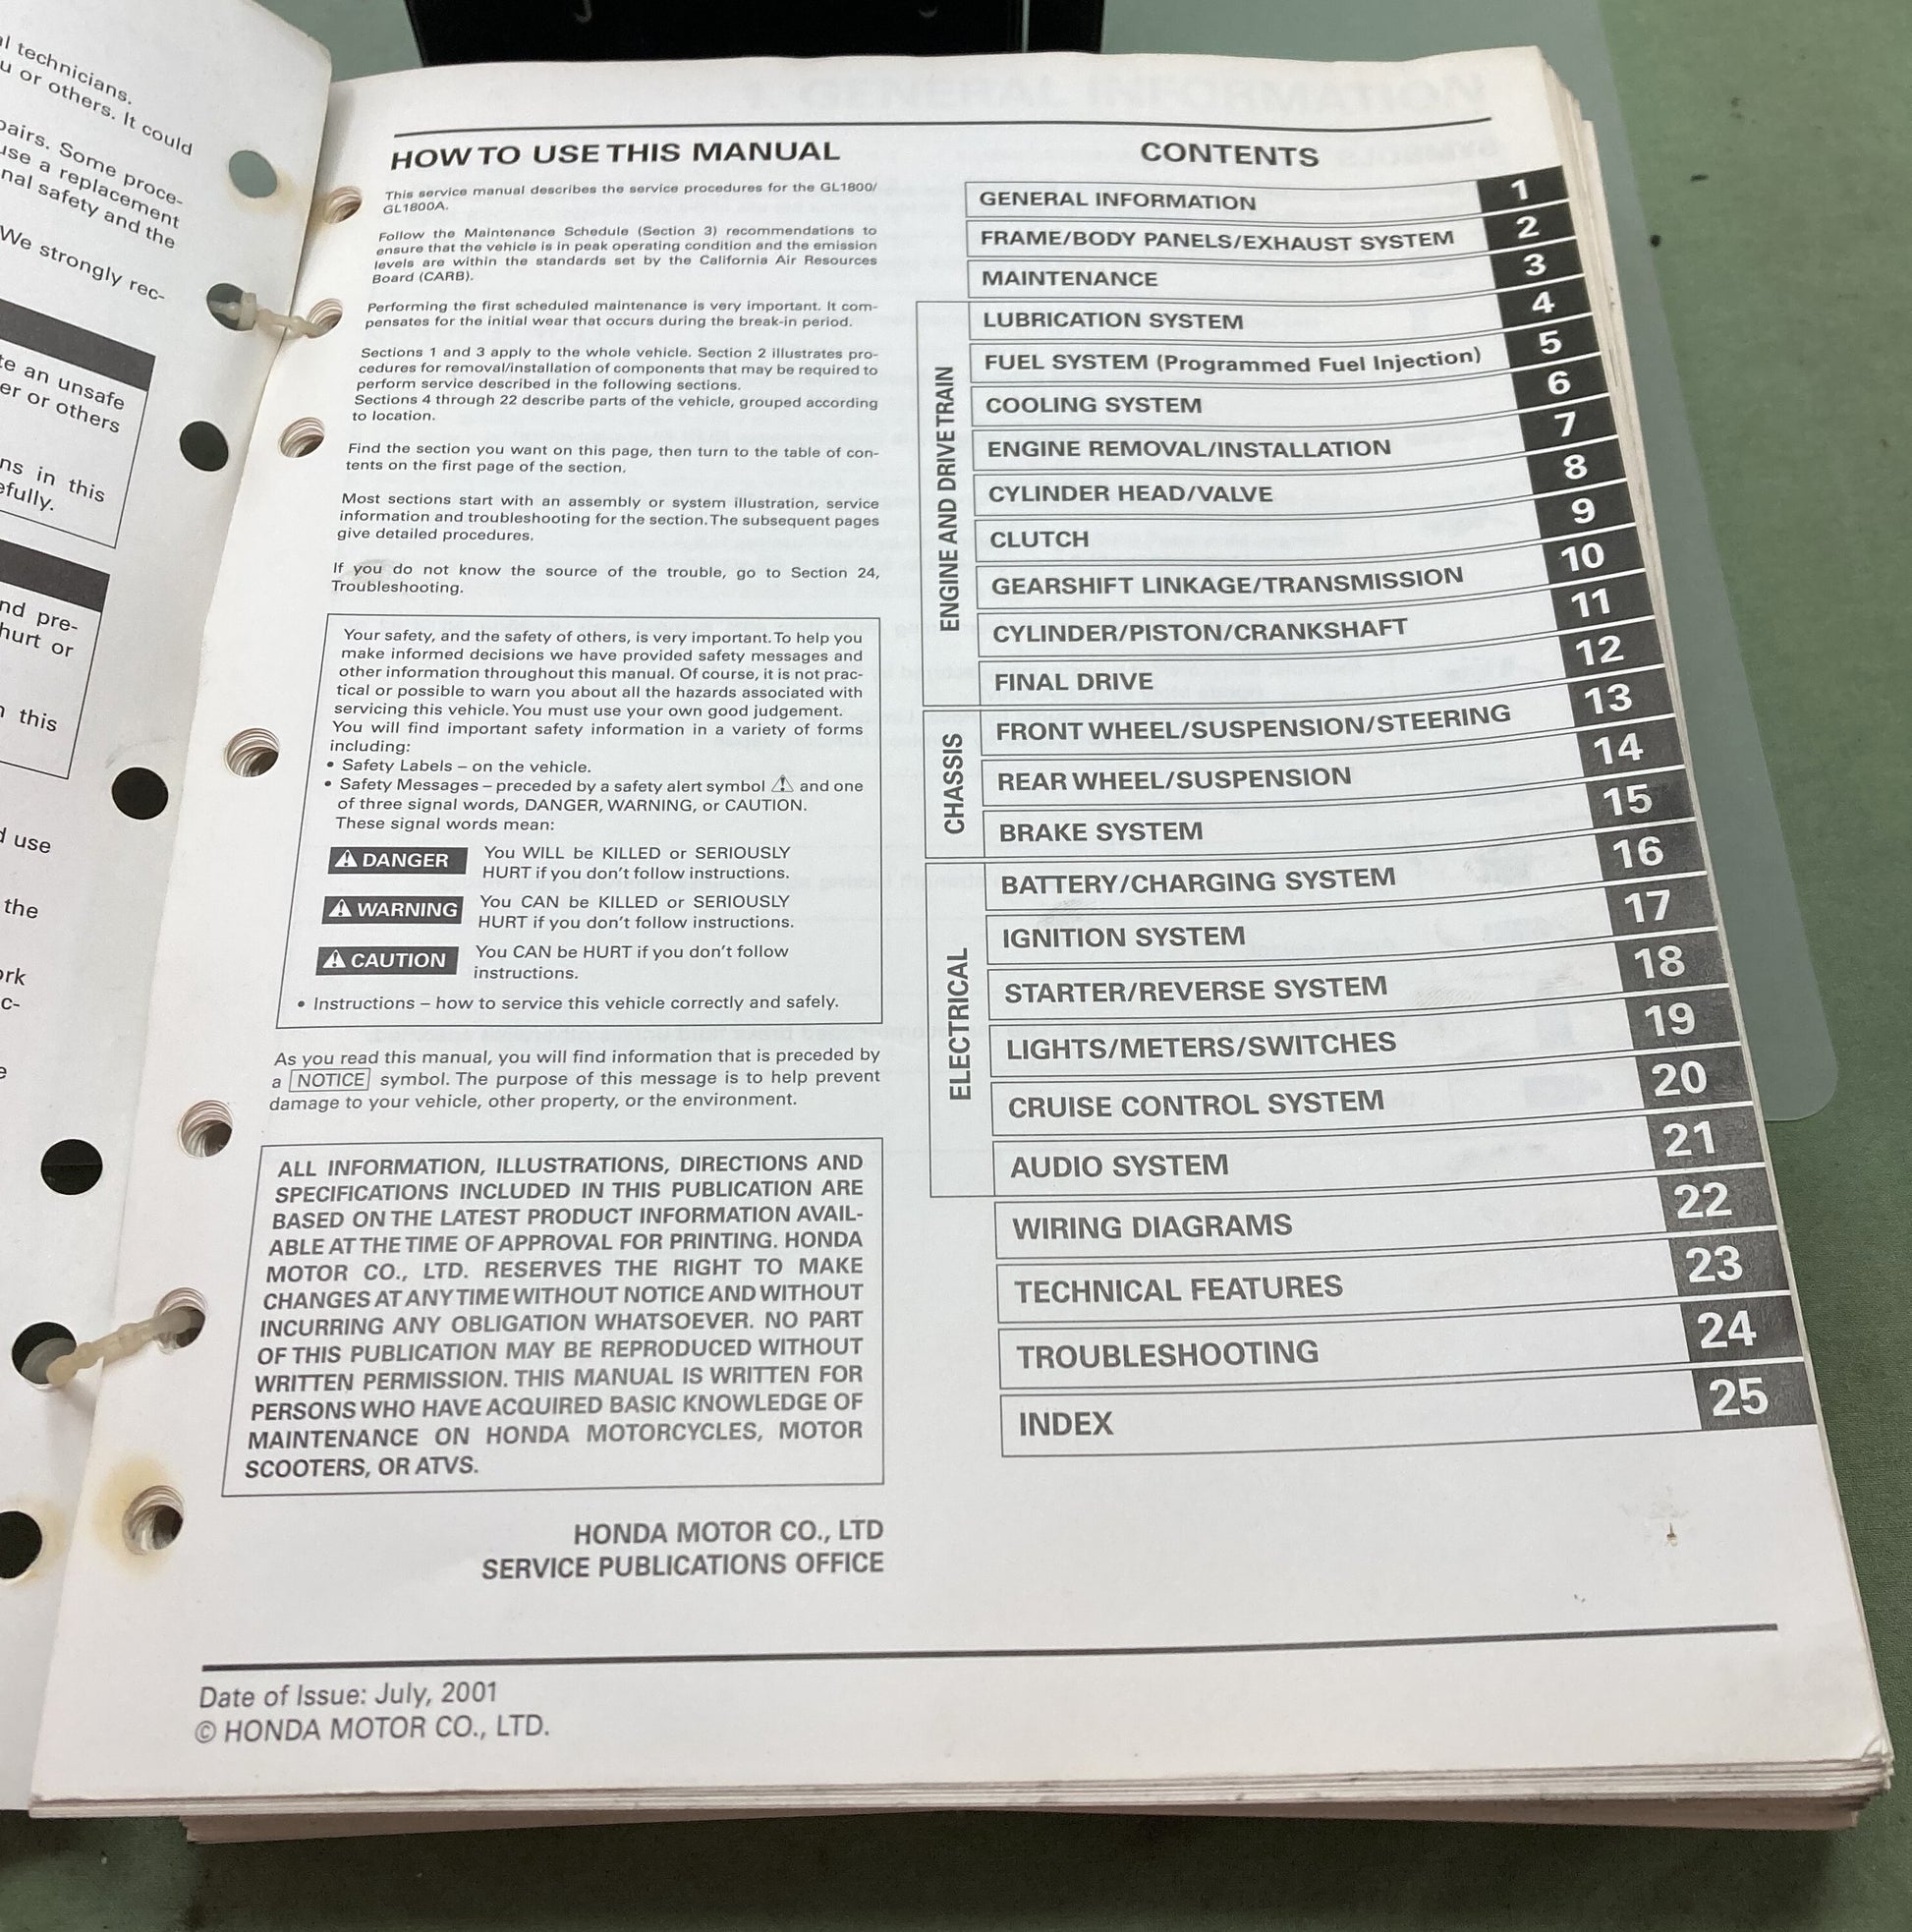 al technicians.
u or others. It could
pairs. Some proce-
use a replacement
nal safety and the
We strongly rec-
te an unsafe
er or others
ns in this
efully.
nd pre-
hurt or
this
d use
the
ork
c-
e
HOW TO USE THIS MANUAL
This service manual describes the service procedures for the GL1800/
GL1800A.
Follow the Maintenance Schedule (Section 3) recommendations to
ensure that the vehicle is in peak operating condition and the emission
levels are within the standards set by the California Air Resources
Board (CARB).
Performing the first scheduled maintenance is very important. It com-
pensates for the initial wear that occurs during the break-in period.
Sections 1 and 3 apply to the whole vehicle. Section 2 illustrates pro-
cedures for removal/installation of components that may be required to
perform service described in the following sections.
Sections 4 through 22 describe parts of the vehicle, grouped according
to location.
Find the section you want on this page, then turn to the table of con-
tents on the first page of the section.
Most sections start with an assembly or system illustration, service
information and troubleshooting for the section. The subsequent pages
give detailed procedures.
If you do not know the source of the trouble, go to Section 24,
Troubleshooting.
Your safety, and the safety of others, is very important. To help you
make informed decisions we have provided safety messages and
other information throughout this manual. Of course, it is not prac-
tical or possible to warn you about all the hazards associated with
servicing this vehicle. You must use your own good judgement.
You will find important safety information in a variety of forms
including:
• Safety Labels – on the vehicle.
• Safety Messages – preceded by a safety alert symbol ⚠ and one
of three signal words, DANGER, WARNING, or CAUTION.
These signal words mean:
⚠ DANGER You WILL be KILLED or SERIOUSLY
HURT if you don't follow instructions.
⚠ WARNING You CAN be KILLED or SERIOUSLY
HURT if you don't follow instructions.
⚠ CAUTION You CAN be HURT if you don't follow
instructions.
• Instructions – how to service this vehicle correctly and safely.
As you read this manual, you will find information that is preceded by
a NOTICE symbol. The purpose of this message is to help prevent
damage to your vehicle, other property, or the environment.
ALL INFORMATION, ILLUSTRATIONS, DIRECTIONS AND
SPECIFICATIONS INCLUDED IN THIS PUBLICATION ARE
BASED ON THE LATEST PRODUCT INFORMATION AVAIL-
ABLE AT THE TIME OF APPROVAL FOR PRINTING. HONDA
MOTOR CO., LTD. RESERVES THE RIGHT TO MAKE
CHANGES AT ANY TIME WITHOUT NOTICE AND WITHOUT
INCURRING ANY OBLIGATION WHATSOEVER. NO PART
OF THIS PUBLICATION MAY BE REPRODUCED WITHOUT
WRITTEN PERMISSION. THIS MANUAL IS WRITTEN FOR
PERSONS WHO HAVE ACQUIRED BASIC KNOWLEDGE OF
MAINTENANCE ON HONDA MOTORCYCLES, MOTOR
SCOOTERS, OR ATVS.
HONDA MOTOR CO., LTD
SERVICE PUBLICATIONS OFFICE
CONTENTS
GENERAL INFORMATION 1
FRAME/BODY PANELS/EXHAUST SYSTEM 2
MAINTENANCE 3
ENGINE AND DRIVETRAIN
LUBRICATION SYSTEM 4
FUEL SYSTEM (Programmed Fuel Injection) 5
COOLING SYSTEM 6
ENGINE REMOVAL/INSTALLATION 7
CYLINDER HEAD/VALVE 8
CLUTCH 9
GEARSHIFT LINKAGE/TRANSMISSION 10
CYLINDER/PISTON/CRANKSHAFT 11
FINAL DRIVE 12
CHASSIS
FRONT WHEEL/SUSPENSION/STEERING 13
REAR WHEEL/SUSPENSION 14
BRAKE SYSTEM 15
ELECTRICAL
BATTERY/CHARGING SYSTEM 16
IGNITION SYSTEM 17
STARTER/REVERSE SYSTEM 18
LIGHTS/METERS/SWITCHES 19
CRUISE CONTROL SYSTEM 20
AUDIO SYSTEM 21
WIRING DIAGRAMS 22
TECHNICAL FEATURES 23
TROUBLESHOOTING 24
INDEX 25
Date of Issue: July, 2001
© HONDA MOTOR CO., LTD.